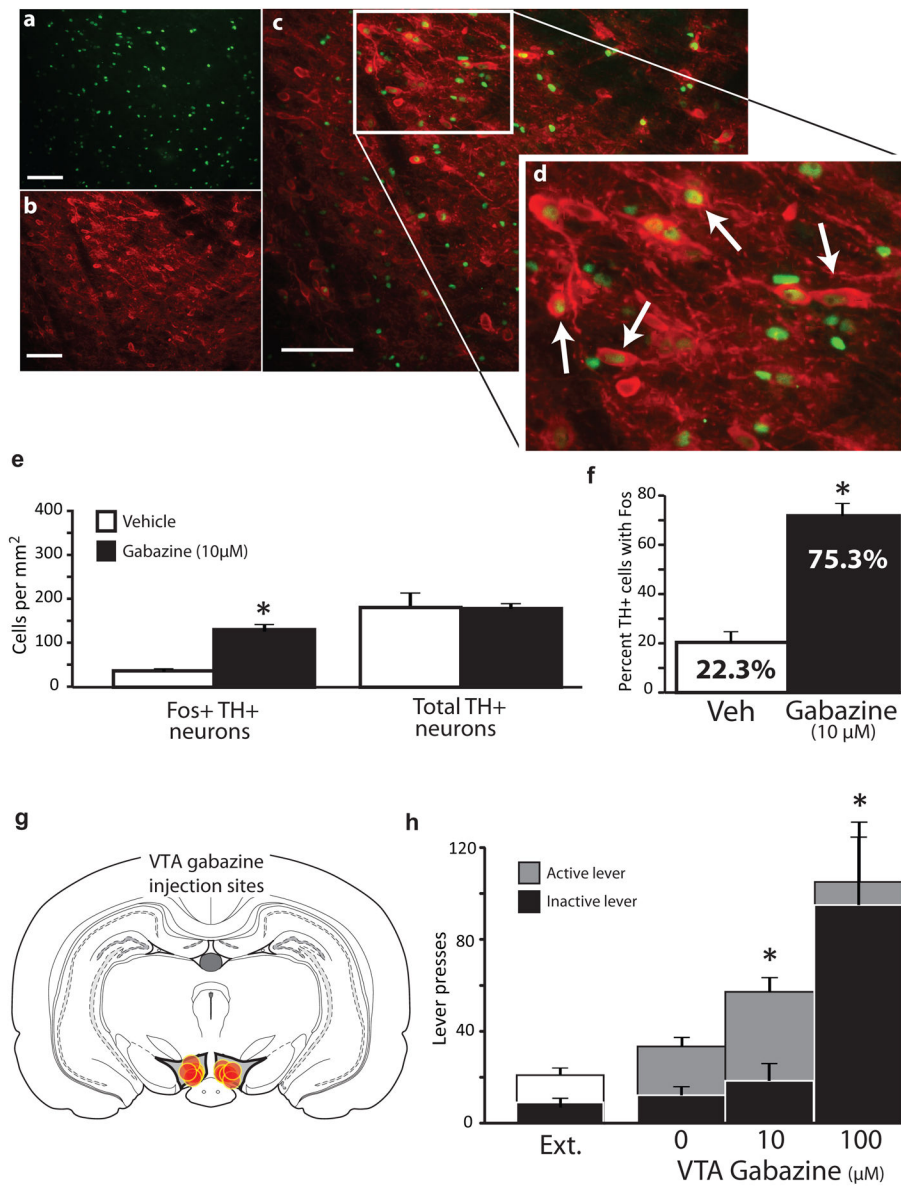 a
b
c
d
e
Cells per mm²
400
300
200
100
0
Vehicle
Gabazine (10μM)
*
Fos+ TH+
neurons
Total TH+
neurons
f
Percent TH+ cells with Fos
80
60
40
20
0
*
22.3%
75.3%
Veh
Gabazine
(10 μM)
g
VTA gabazine
injection sites
h
Lever presses
120
80
40
0
Active lever
Inactive lever
*
*
Ext.
0
10
100
VTA Gabazine (μM)